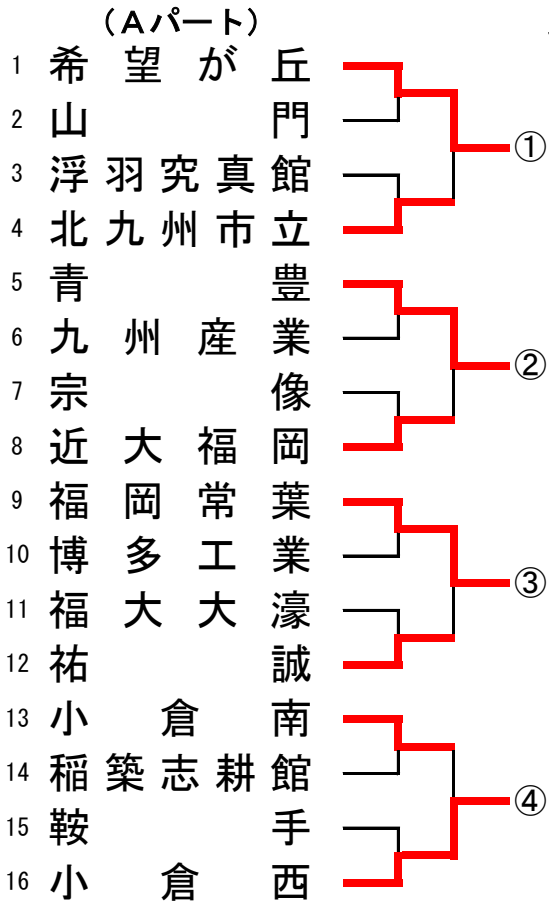 (Aパート)
1 希望が丘
2 山門
3 浮羽究真館
4 北九州市立
①
5 青豊
6 九州産業
7 宗像
8 近大福岡
②
9 福岡常葉
10 博多工業
11 福大大濠
12 祐誠
③
13 小倉南
14 稲築志耕館
15 鞍手
16 小倉西
④